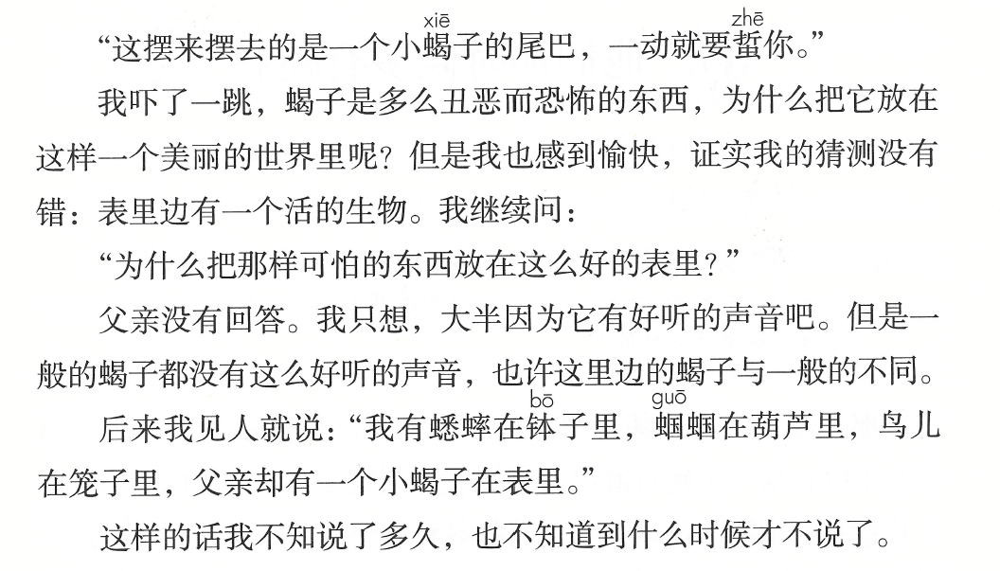 xiē zhē
“这摆来摆去的是一个小蝎子的尾巴，一动就要蜇你。”
我吓了一跳，蝎子是多么丑恶而恐怖的东西，为什么把它放在
这样一个美丽的世界里呢？但是我也感到愉快，证实我的猜测没有
错：表里边有一个活的生物。我继续问：
“为什么把那样可怕的东西放在这么好的表里？”
父亲没有回答。我只想，大半因为它有好听的声音吧。但是一
般的蝎子都没有这么好听的声音，也许这里边的蝎子与一般的不同。
bō guō
后来我见人就说：“我有蟋蟀在钵子里，蝈蝈在葫芦里，鸟儿
在笼子里，父亲却有一个小蝎子在表里。”
这样的话我不知说了多久，也不知道到什么时候才不说了。